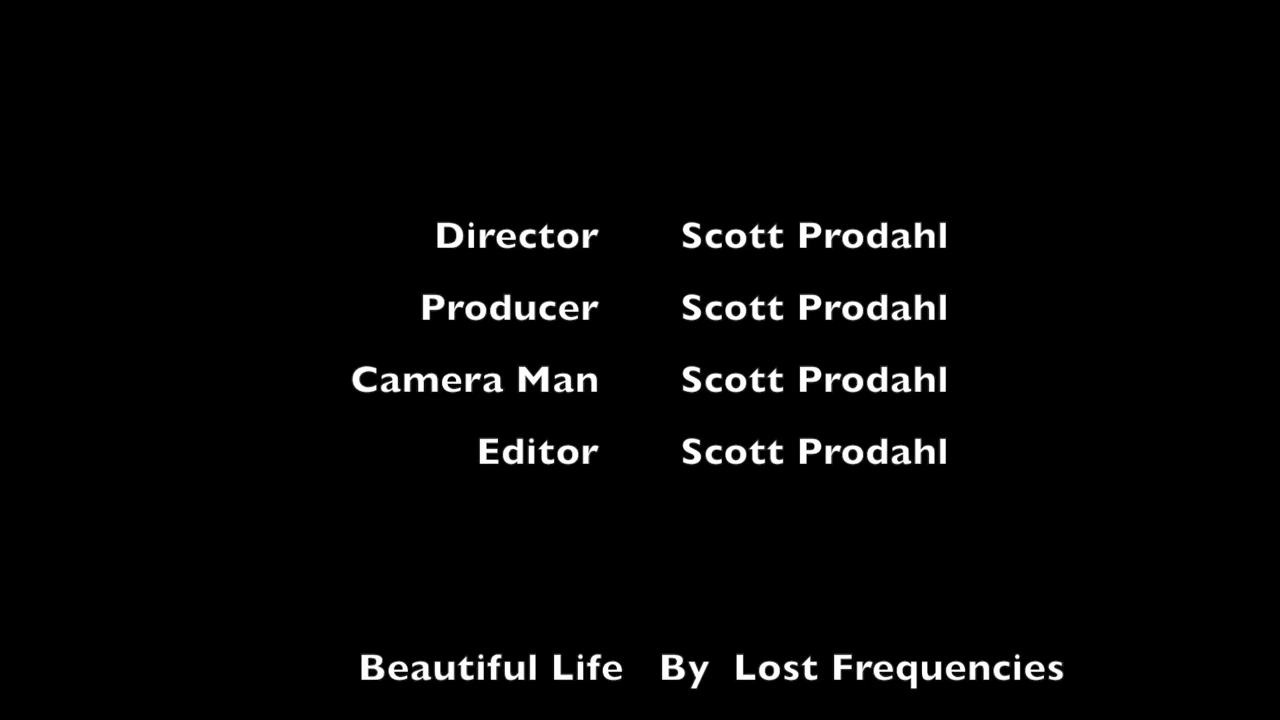 Director Scott Prodahl
Producer Scott Prodahl
Camera Man Scott Prodahl
Editor Scott Prodahl
Beautiful Life By Lost Frequencies